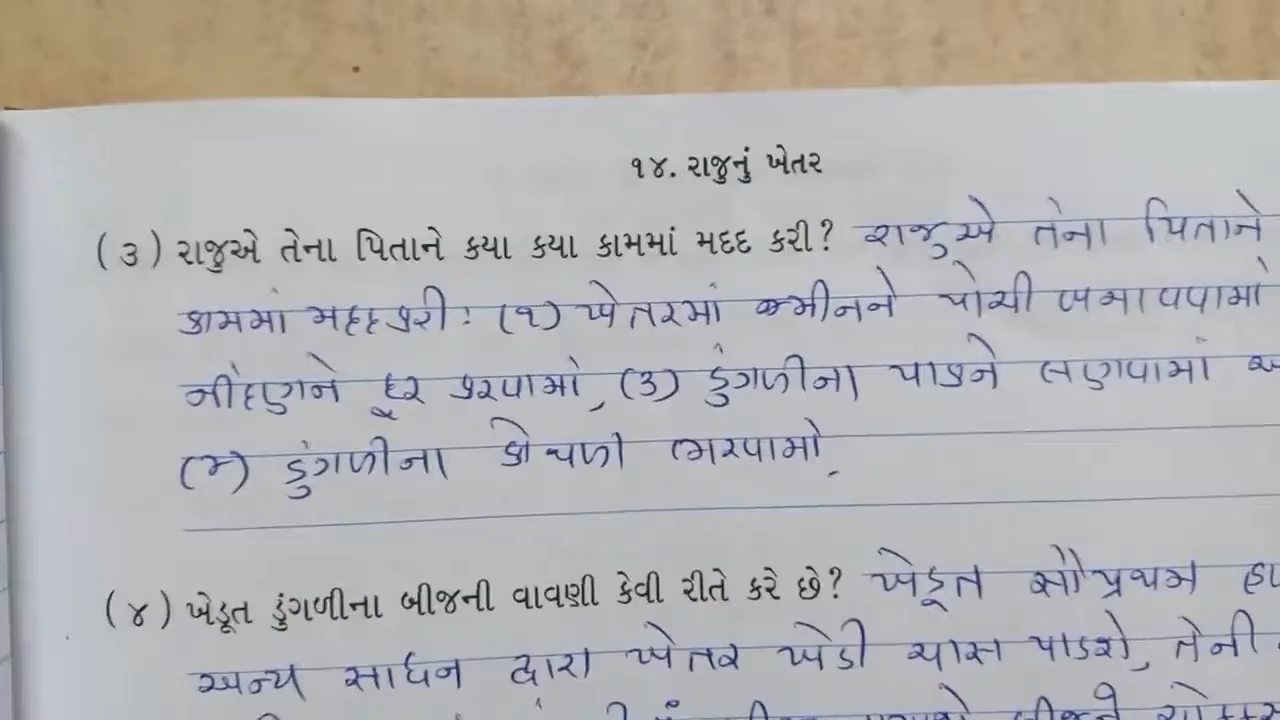 ૧૪. રાજુનું ખેતર
(૩) રાજુએ તેના પિતાને કયા કયા કામમાં મદદ કરી? રાજુએ તેના પિતાને
કામમાં મદદ કરી: (૧) ખેતરમાં જમીનને પોચી બનાવવામાં
નીંદણને દૂર કરવામાં, (૩) ડુંગળીના પાકને લણવામાં
(૪) ડુંગળીના કોથળા ભરવામાં,
(૪) ખેડૂત ડુંગળીના બીજની વાવણી કેવી રીતે કરે છે? ખેડૂત સૌપ્રથમ
અન્ય સાધન દ્વારા ખેતર ખેડી ચાસ પાડશે, તેની